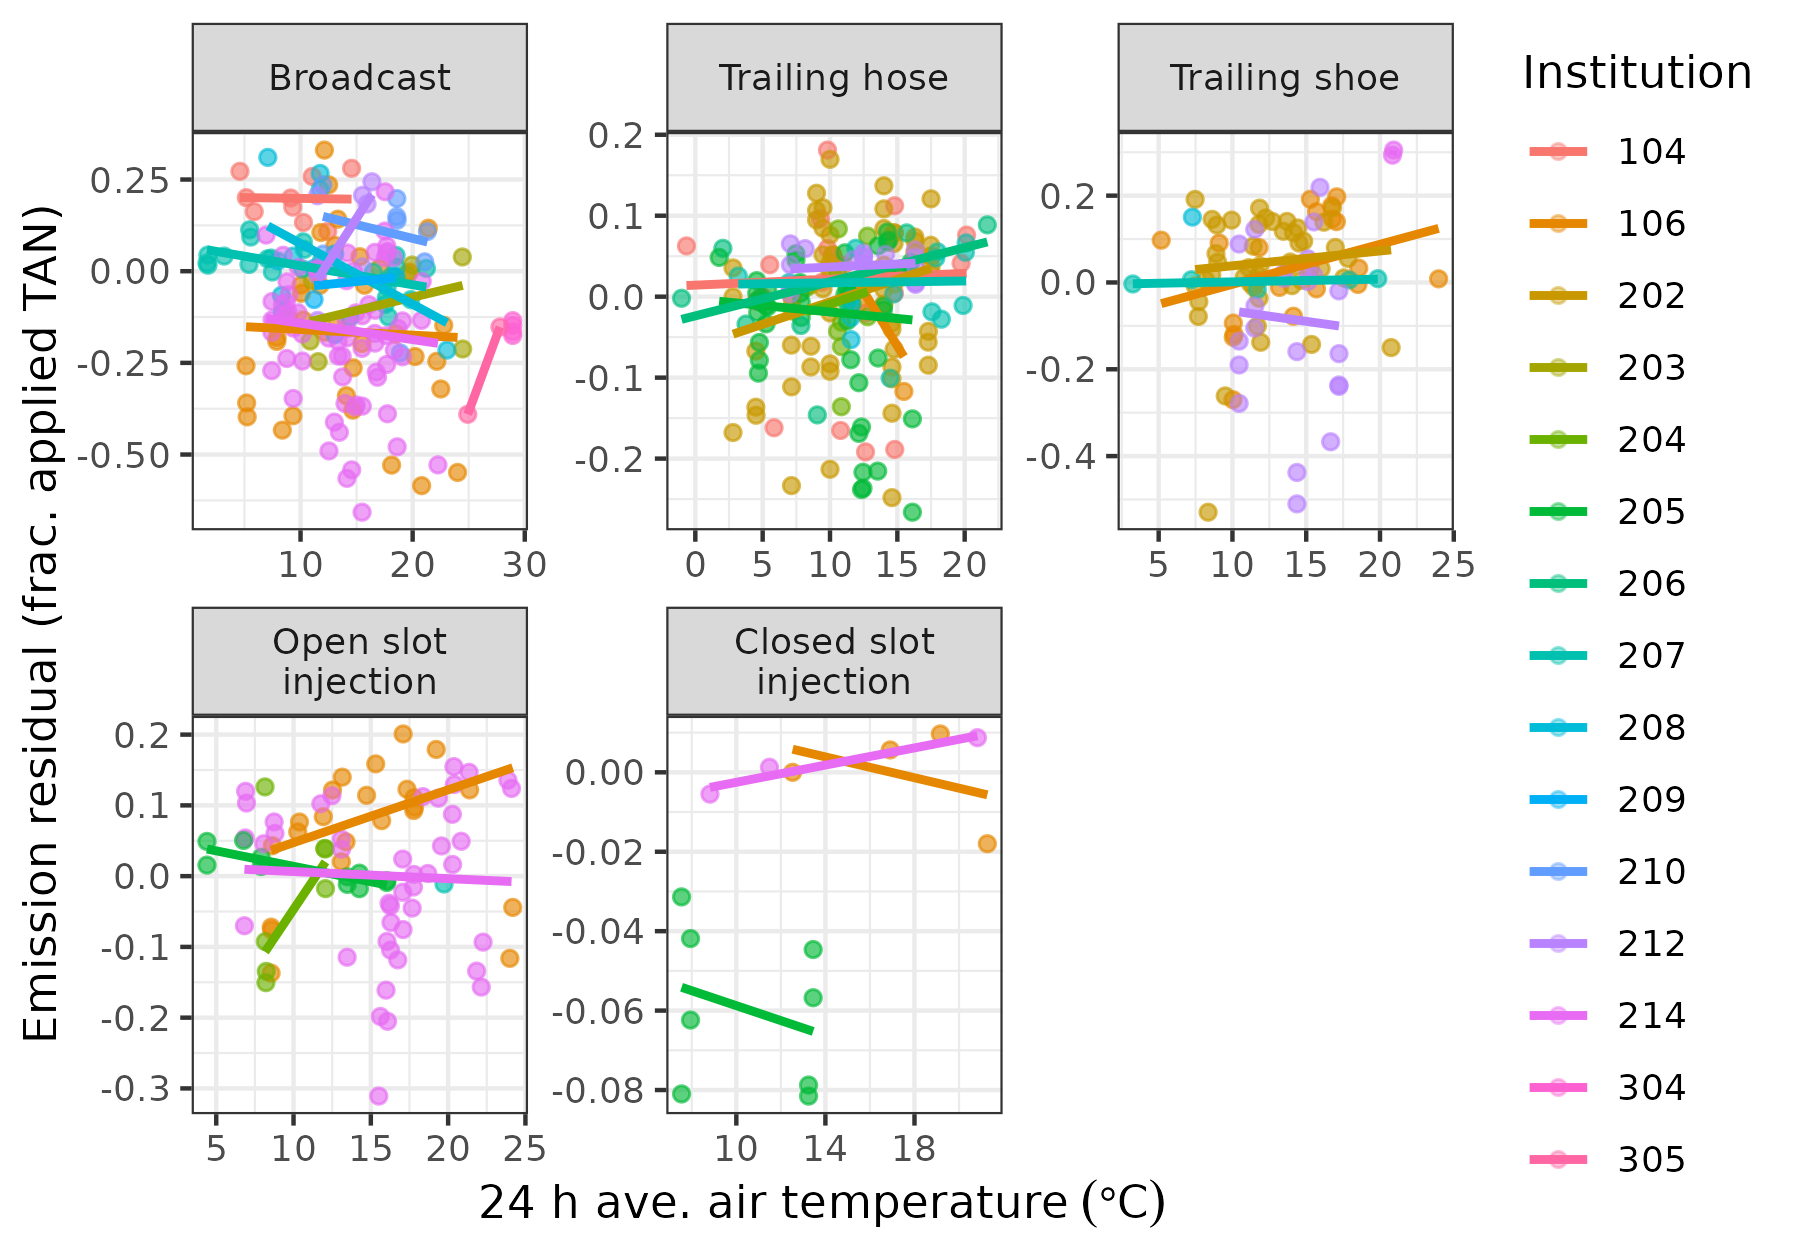 Broadcast
Trailing hose
Trailing shoe
Institution
104
106
202
203
204
205
206
207
208
209
210
212
214
304
305
Emission residual (frac. applied TAN)
0.25
0.00
-0.25
-0.50
10 20 30
0.2
0.1
0.0
-0.1
-0.2
0 5 10 15 20
0.2
0.0
-0.2
-0.4
5 10 15 20 25
Open slot
injection
Closed slot
injection
0.2
0.1
0.0
-0.1
-0.2
-0.3
5 10 15 20 25
0.00
-0.02
-0.04
-0.06
-0.08
10 14 18
24 h ave. air temperature (°C)